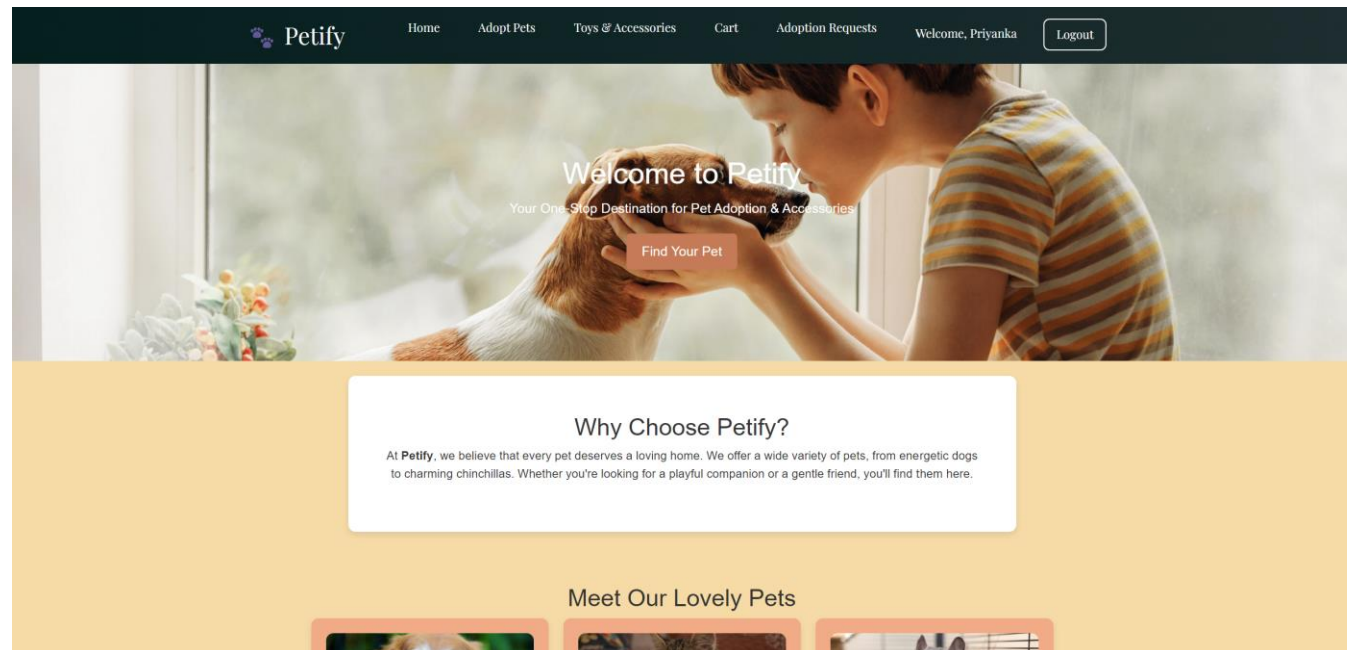 Petify
Home Adopt Pets Toys & Accessories Cart Adoption Requests Welcome, Priyanka Logout
Welcome to Petify
Your One-Stop Destination for Pet Adoption & Accessories
Find Your Pet
Why Choose Petify?
At Petify, we believe that every pet deserves a loving home. We offer a wide variety of pets, from energetic dogs
to charming chinchillas. Whether you're looking for a playful companion or a gentle friend, you'll find them here.
Meet Our Lovely Pets